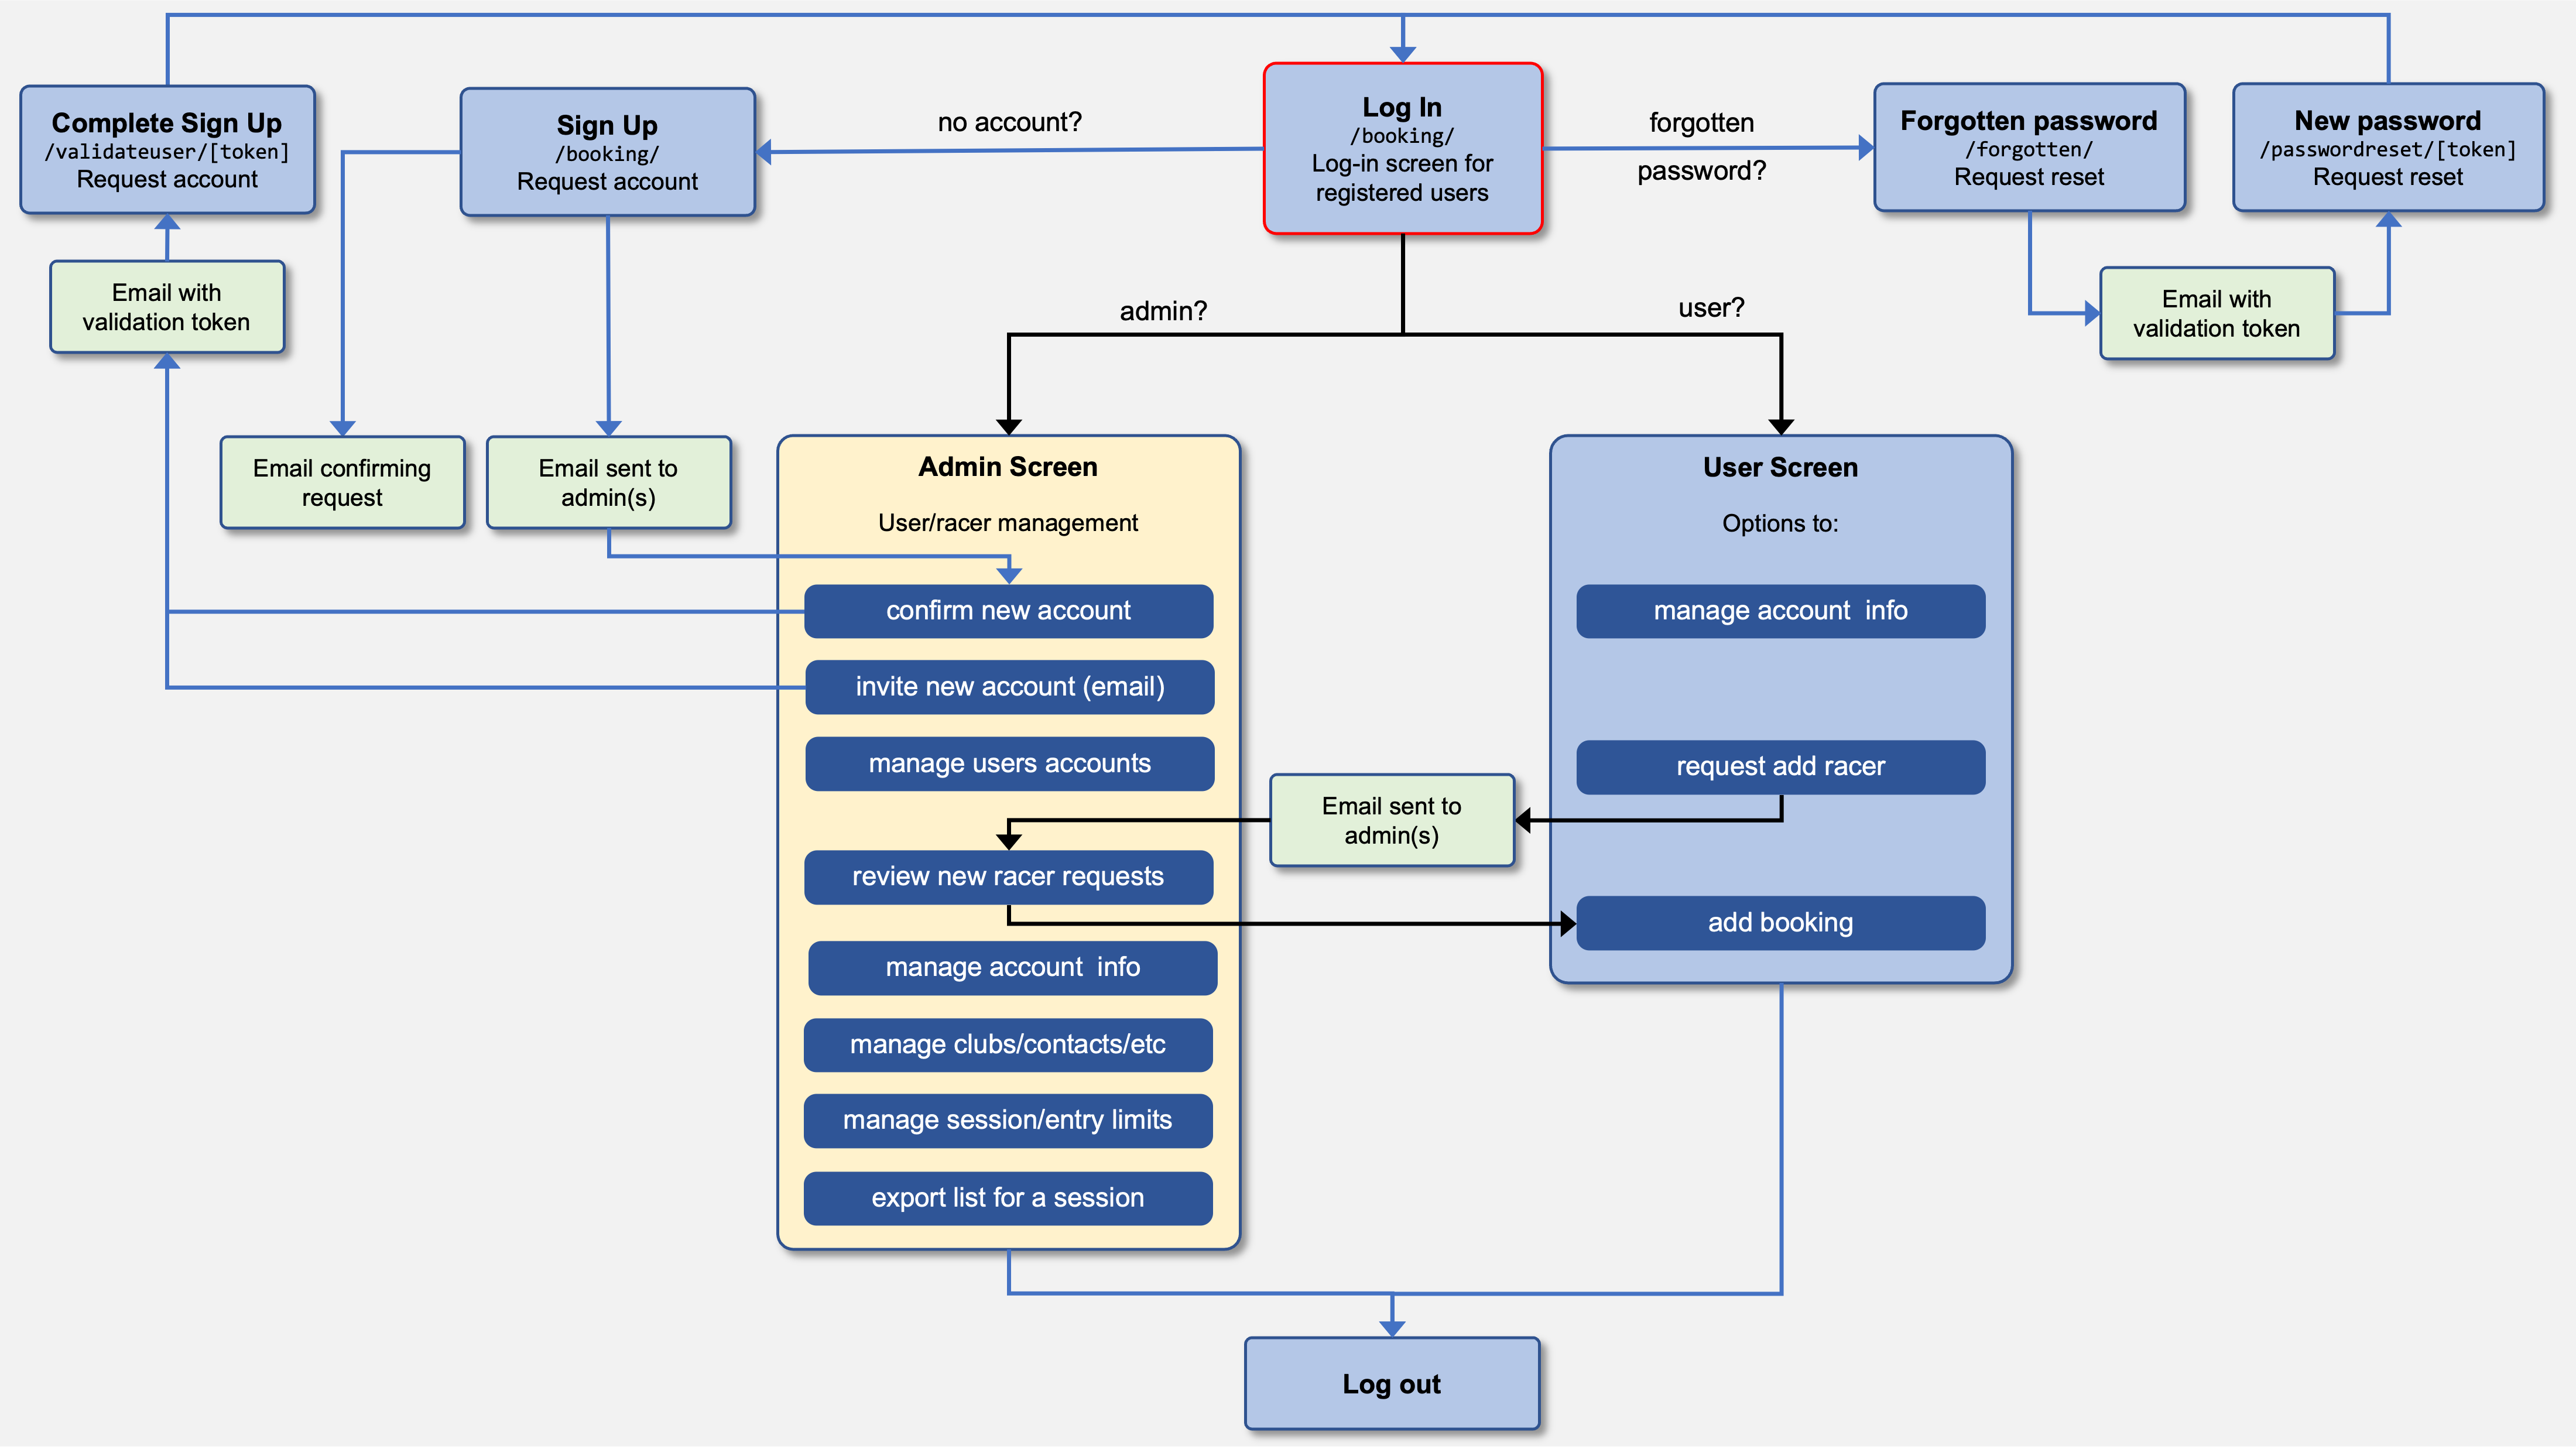 Complete Sign Up
/validateuser/[token]
Request account
Sign Up
/booking/
Request account
no account?
Log In
/booking/
Log-in screen for
registered users
forgotten
password?
Forgotten password
/forgotten/
Request reset
New password
/passwordreset/[token]
Request reset
Email with
validation token
Email with
validation token
admin?
user?
Email confirming
request
Email sent to
admin(s)
Admin Screen
User/racer management
confirm new account
invite new account (email)
manage users accounts
review new racer requests
manage account  info
manage clubs/contacts/etc
manage session/entry limits
export list for a session
Email sent to
admin(s)
User Screen
Options to:
manage account  info
request add racer
add booking
Log out